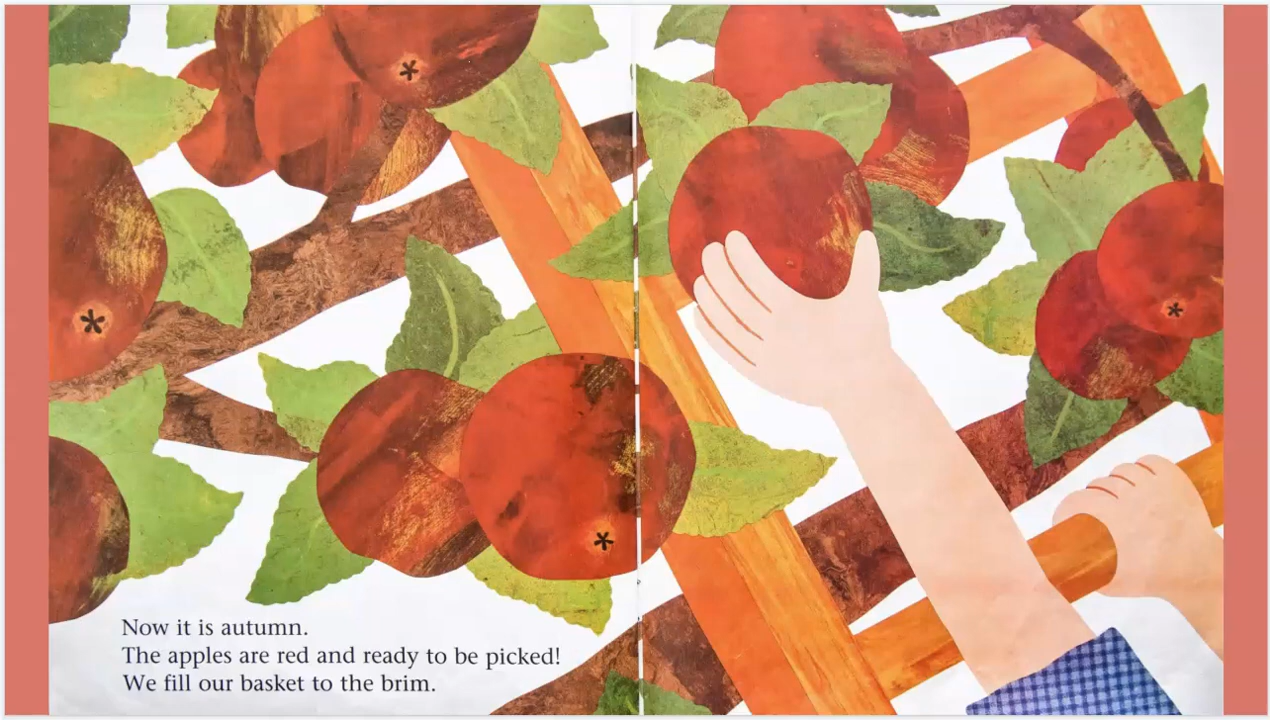 Now it is autumn.
The apples are red and ready to be picked!
We fill our basket to the brim.